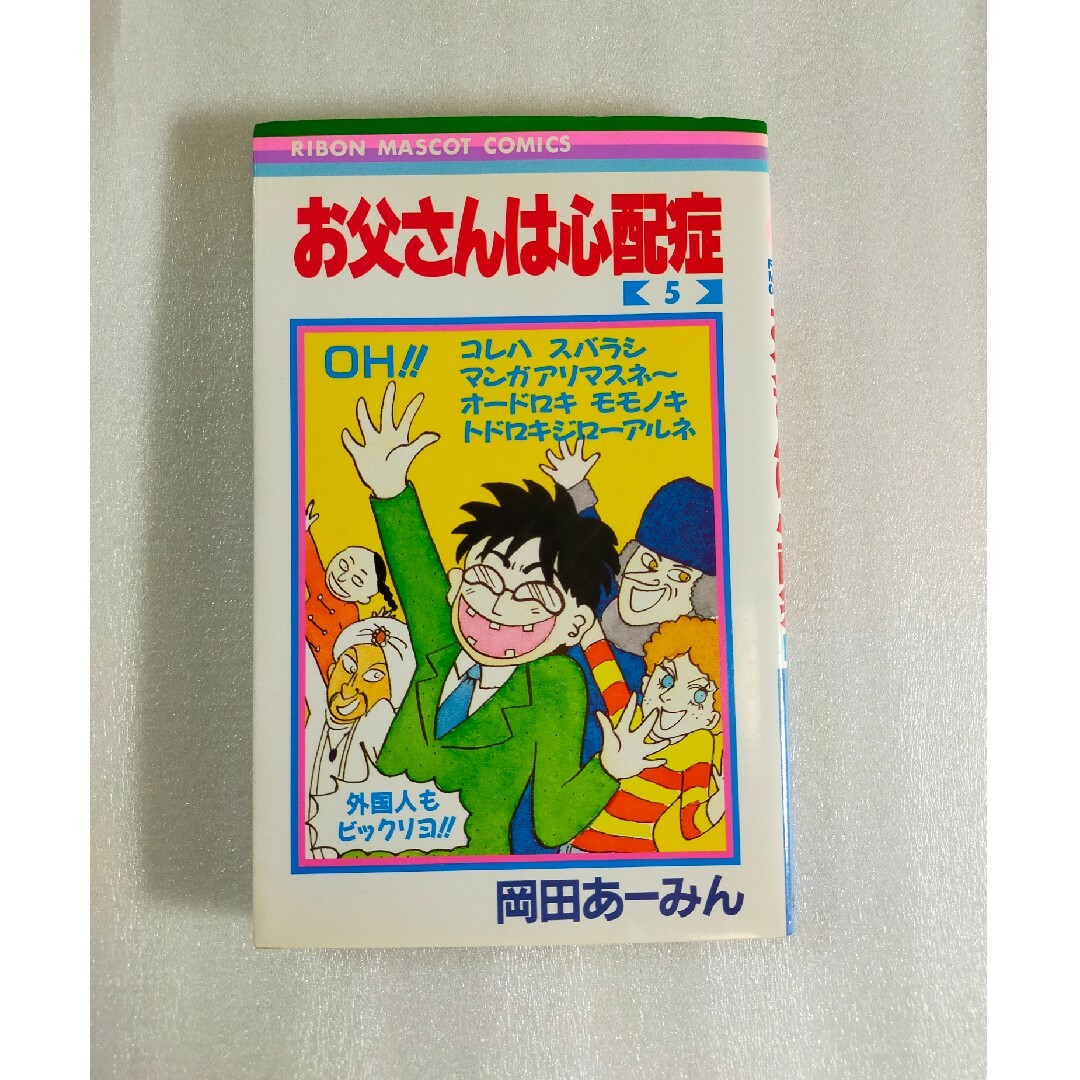 RIBON MASCOT COMICS
お父さんは心配症
5
OH!!
コレハ スバラシ
マンガアリマスネ〜
オードロキ モモノキ
トドロキジローアルネ
外国人も
ビックリヨ!!
岡田あーみん
RMC